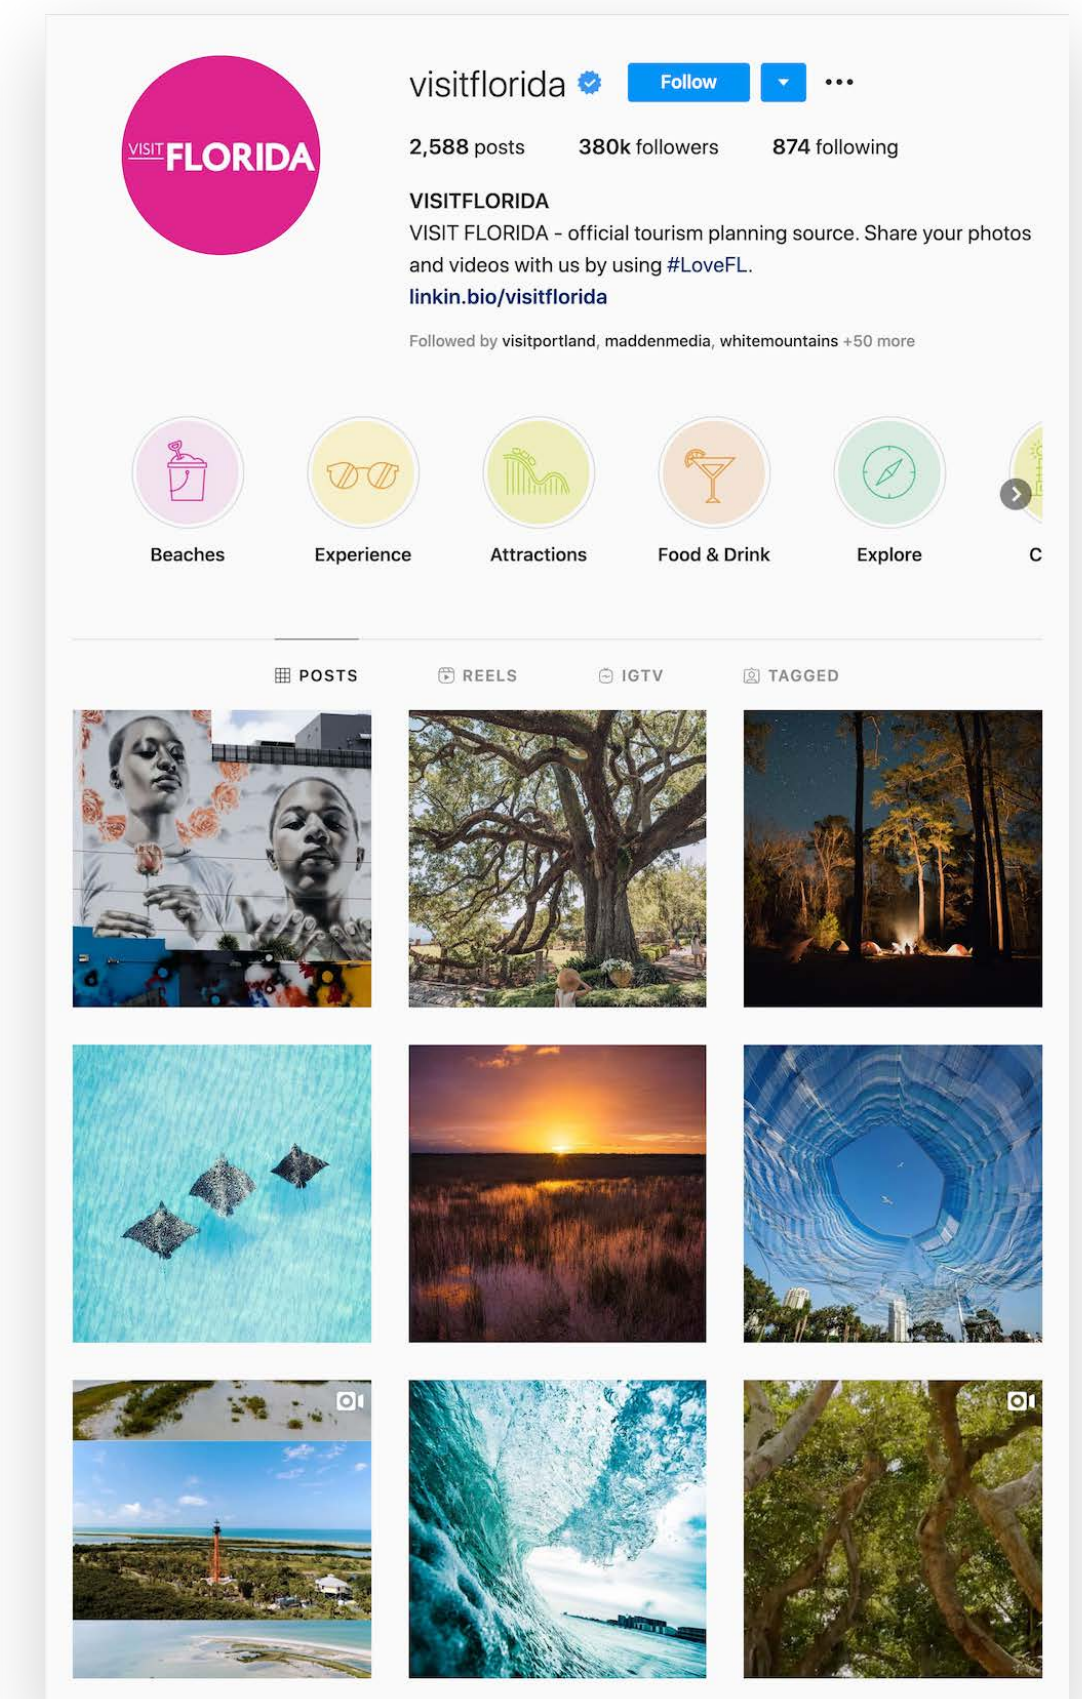 VISIT FLORIDA
visitflorida Follow
2,588 posts 380k followers 874 following
VISITFLORIDA
VISIT FLORIDA - official tourism planning source. Share your photos
and videos with us by using #LoveFL.
linkin.bio/visitflorida
Followed by visitportland, maddenmedia, whitemountains +50 more
Beaches Experience Attractions Food & Drink Explore C
POSTS REELS IGTV TAGGED